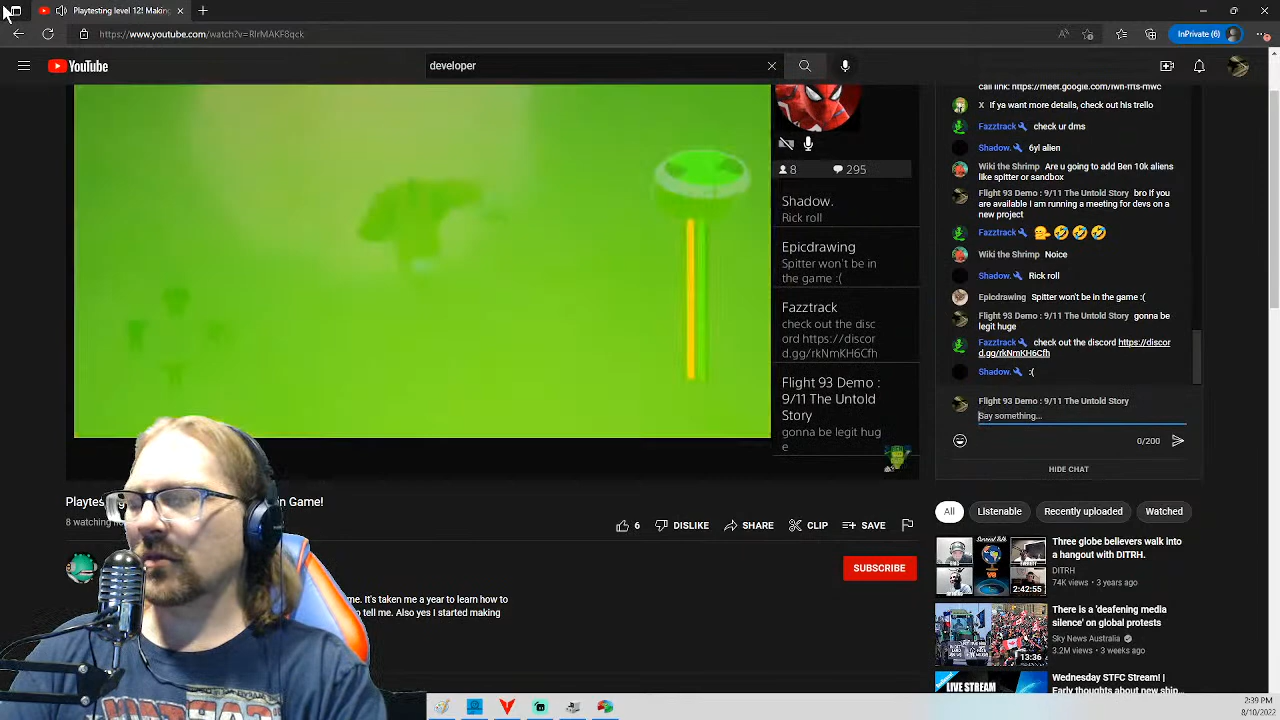 Playtesting level 12! Making
https://www.youtube.com/watch?v=RlrMAKF8qck
InPrivate (6)
YouTube
developer
8
295
Shadow.
Rick roll
Epicdrawing
Spitter won't be in
the game :(
Fazztrack
check out the disc
ord https://discor
d.gg/rkNmKH6Cfh
Flight 93 Demo :
9/11 The Untold
Story
gonna be legit hug
e
call link: https://meet.google.com/iwn-frts-mwc
X If ya want more details, check out his trello
Fazztrack check ur dms
Shadow. 6yl alien
Wiki the Shrimp Are u going to add Ben 10k aliens
like spitter or sandbox
Flight 93 Demo : 9/11 The Untold Story bro if you
are available I am running a meeting for devs on a
new project
Fazztrack
Wiki the Shrimp Noice
Shadow. Rick roll
Epicdrawing Spitter won't be in the game :(
Flight 93 Demo : 9/11 The Untold Story gonna be
legit huge
Fazztrack check out the discord https://discor
d.gg/rkNmKH6Cfh
Shadow. :(
Flight 93 Demo : 9/11 The Untold Story
Say something...
0/200
HIDE CHAT
Playtes n Game!
8 watching
6 DISLIKE SHARE CLIP SAVE
SUBSCRIBE
me. It's taken me a year to learn how to
tell me. Also yes I started making
All Listenable Recently uploaded Watched
Three globe believers walk into
a hangout with DITRH.
DITRH
74K views • 3 years ago
2:42:55
There is a 'deafening media
silence' on global protests
Sky News Australia
3.2M views • 3 weeks ago
13:36
Wednesday STFC Setlist! |
Early thoughts about new ship
LIVE STREAM
2:39 PM
8/10/2022